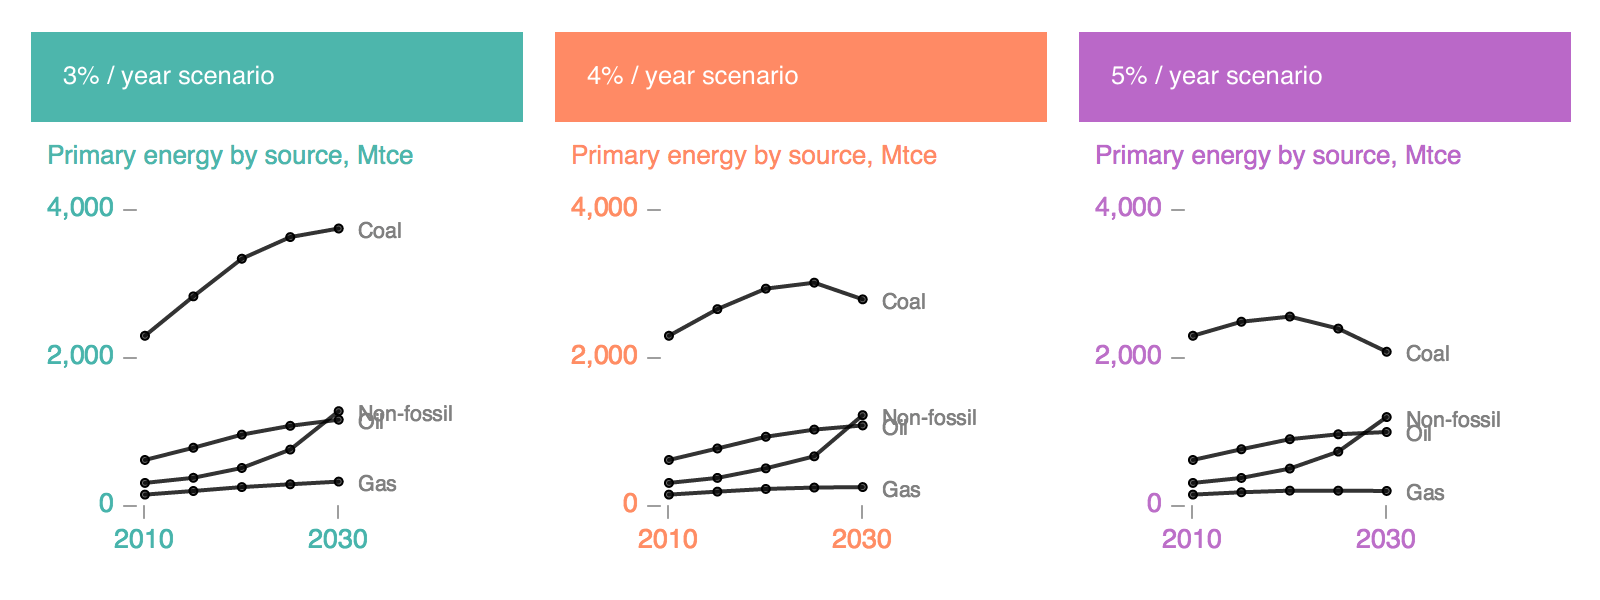 3% / year scenario
Primary energy by source, Mtce
4,000
Coal
2,000
Non-fossil
Oil
Gas
0
2010
2030
4% / year scenario
Primary energy by source, Mtce
4,000
Coal
2,000
Non-fossil
Oil
Gas
0
2010
2030
5% / year scenario
Primary energy by source, Mtce
4,000
Coal
2,000
Non-fossil
Oil
Gas
0
2010
2030